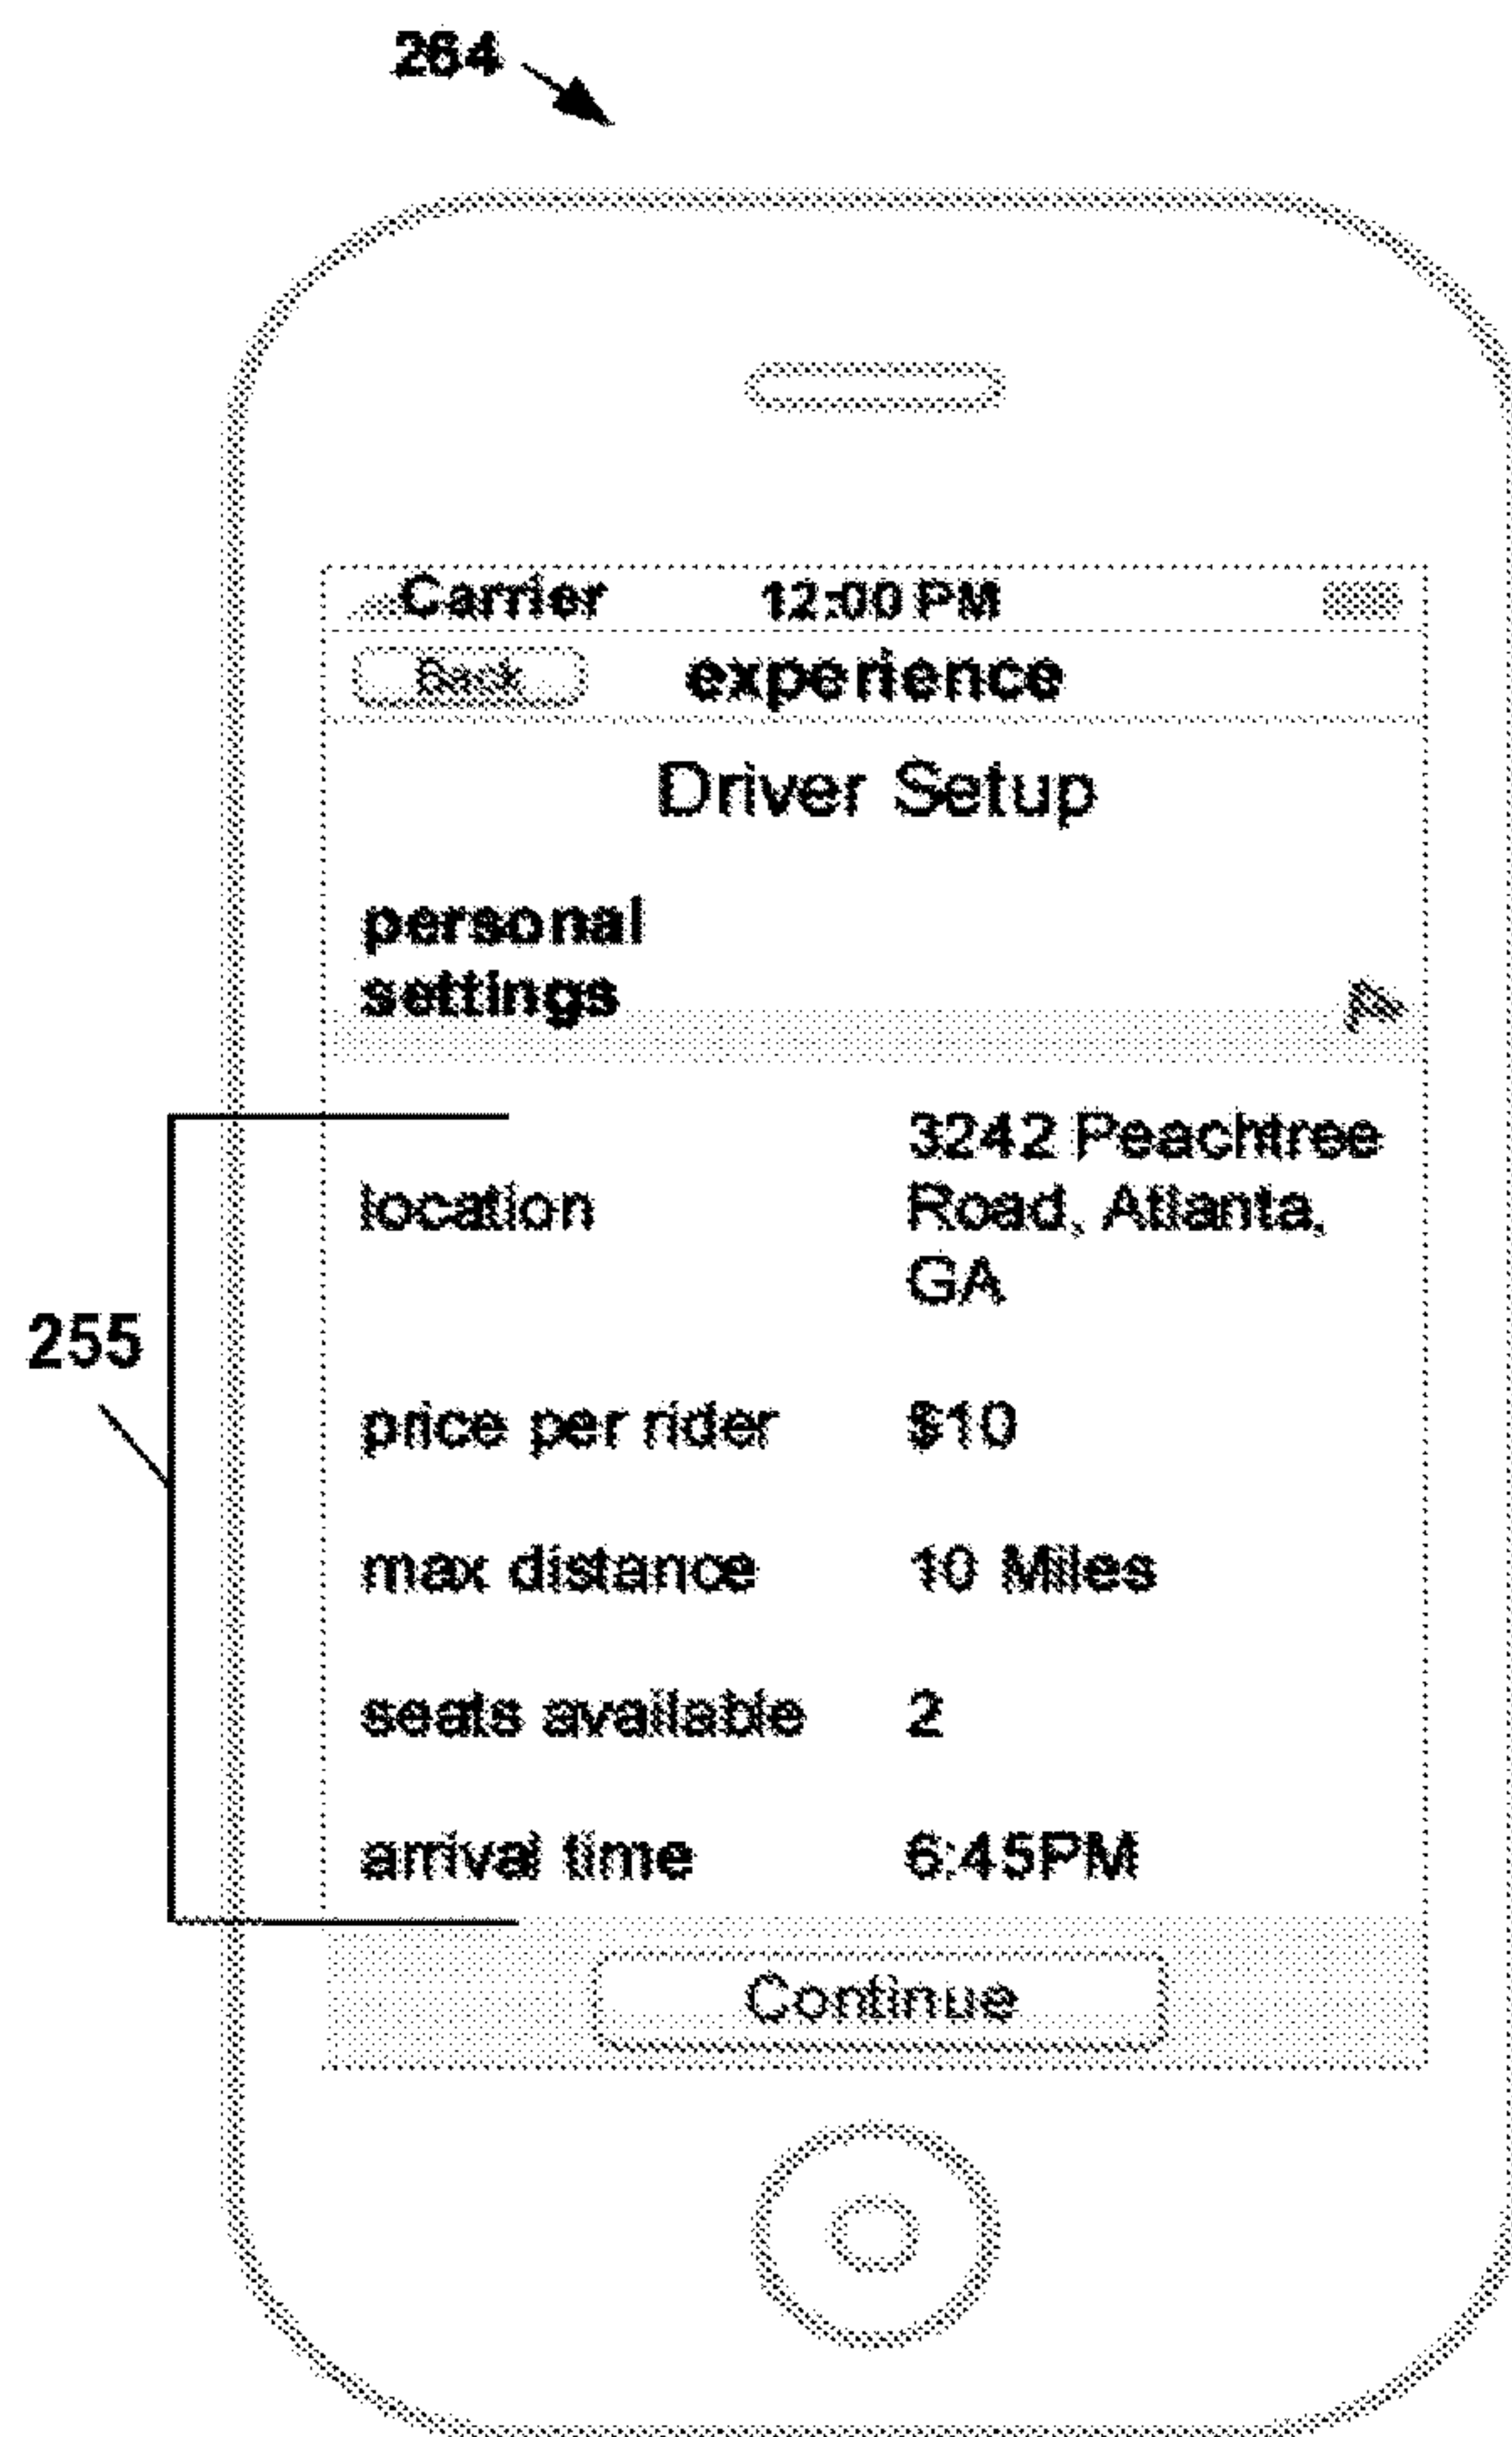 264
Carrier 12:00 PM
Back experience
Driver Setup
personal
settings
3242 Peachtree
location Road, Atlanta,
GA
255
price per rider $10
max distance 10 Miles
seats available 2
arrival time 6:45PM
Continue